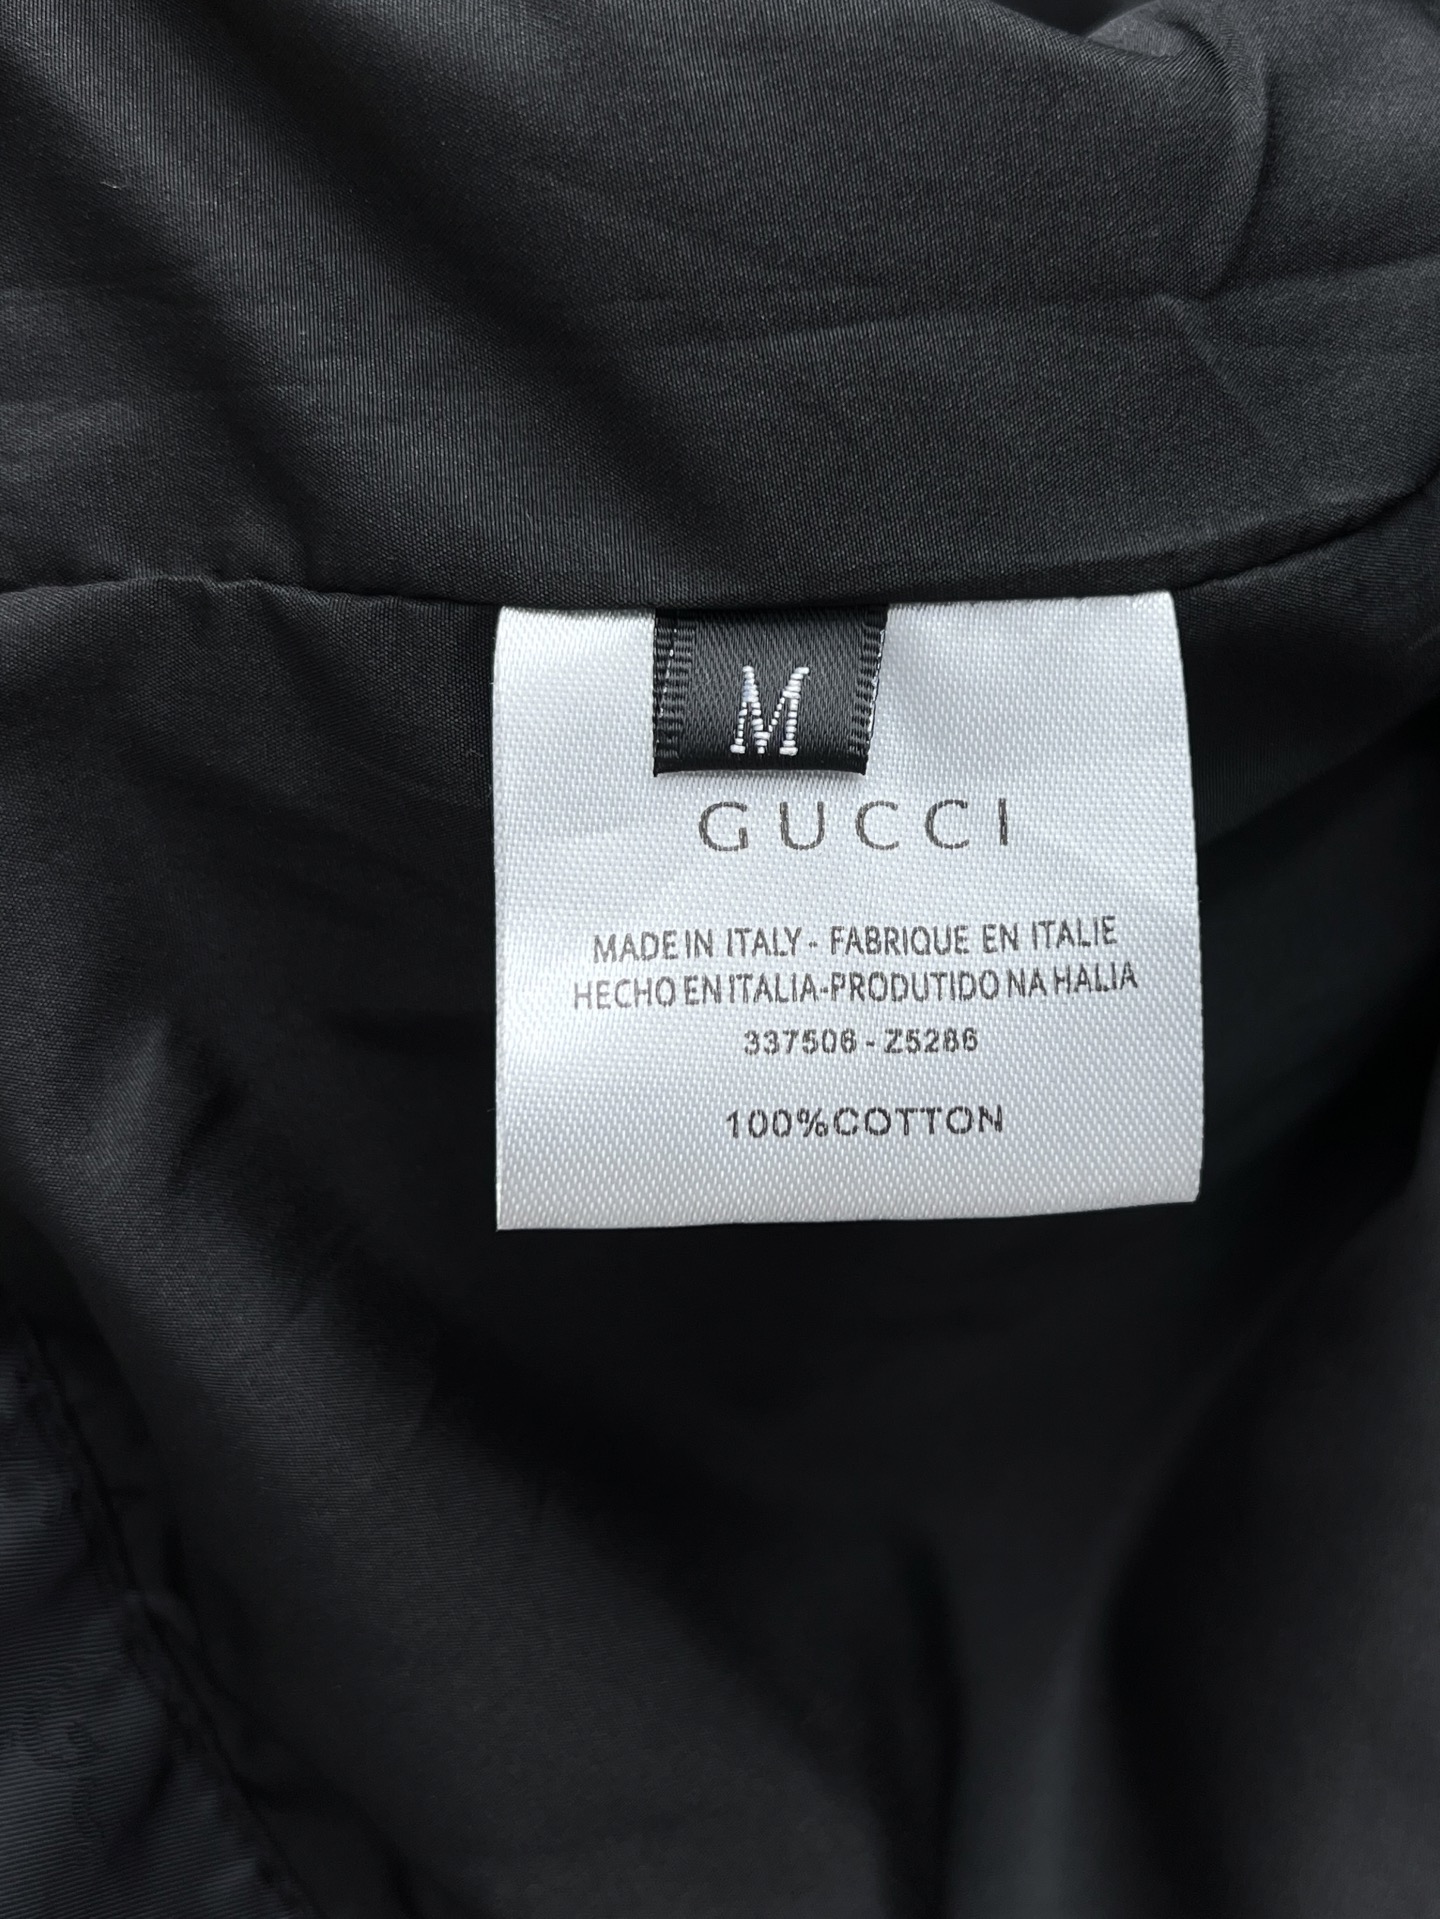 M
GUCCI
MADE IN ITALY - FABRIQUE EN ITALIE
HECHO EN ITALIA-PRODUTIDO NA HALIA
337506 - Z5286
100%COTTON